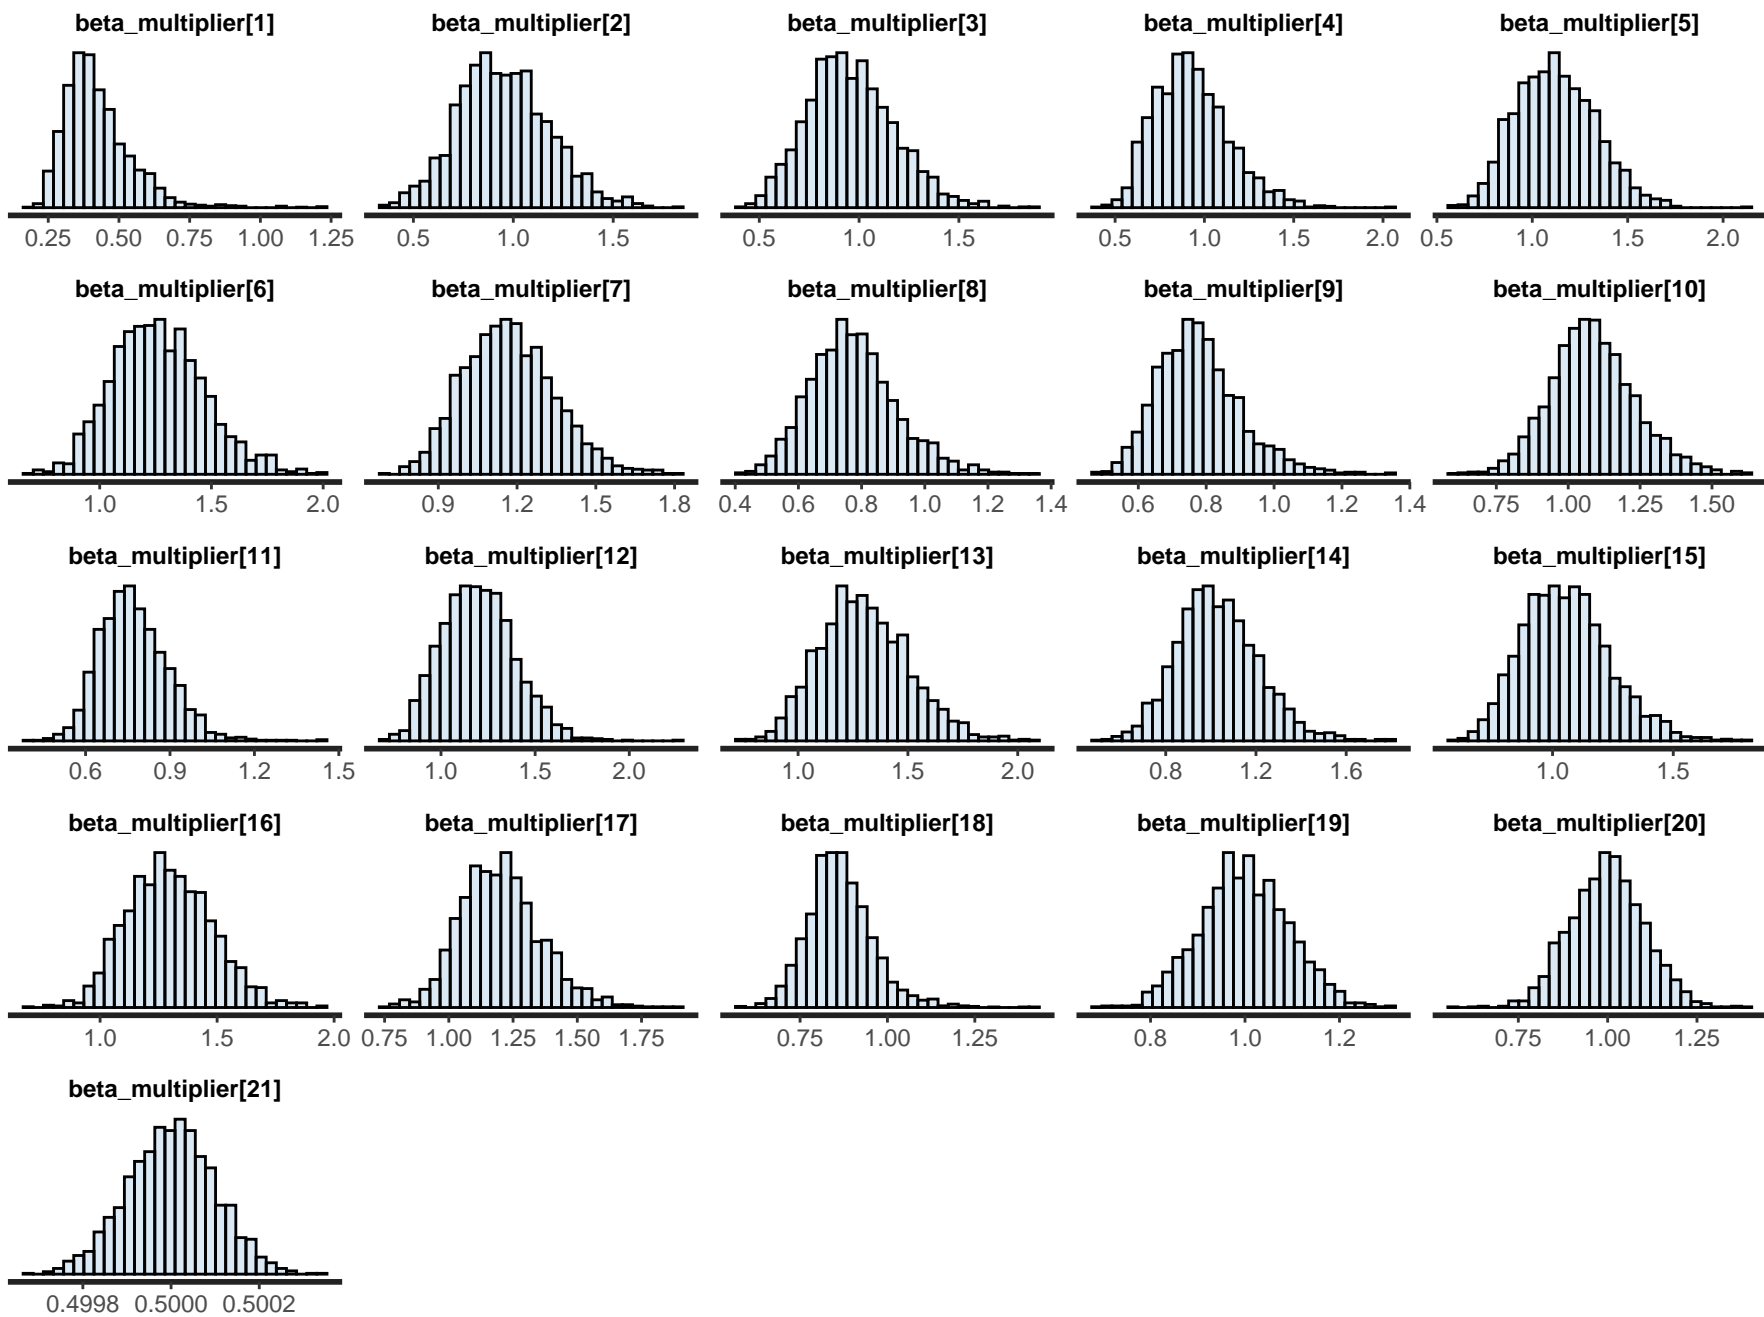 beta_multiplier[1] beta_multiplier[2] beta_multiplier[3] beta_multiplier[4] beta_multiplier[5]
0.25 0.50 0.75 1.00 1.25 0.5 1.0 1.5 0.5 1.0 1.5 0.5 1.0 1.5 2.0 0.5 1.0 1.5 2.0
beta_multiplier[6] beta_multiplier[7] beta_multiplier[8] beta_multiplier[9] beta_multiplier[10]
1.0 1.5 2.0 0.9 1.2 1.5 1.8 0.4 0.6 0.8 1.0 1.2 1.4 0.6 0.8 1.0 1.2 1.4 0.75 1.00 1.25 1.50
beta_multiplier[11] beta_multiplier[12] beta_multiplier[13] beta_multiplier[14] beta_multiplier[15]
0.6 0.9 1.2 1.5 1.0 1.5 2.0 1.0 1.5 2.0 0.8 1.2 1.6 1.0 1.5
beta_multiplier[16] beta_multiplier[17] beta_multiplier[18] beta_multiplier[19] beta_multiplier[20]
1.0 1.5 2.0 0.75 1.00 1.25 1.50 1.75 0.75 1.00 1.25 0.8 1.0 1.2 0.75 1.00 1.25
beta_multiplier[21]
0.4998 0.5000 0.5002